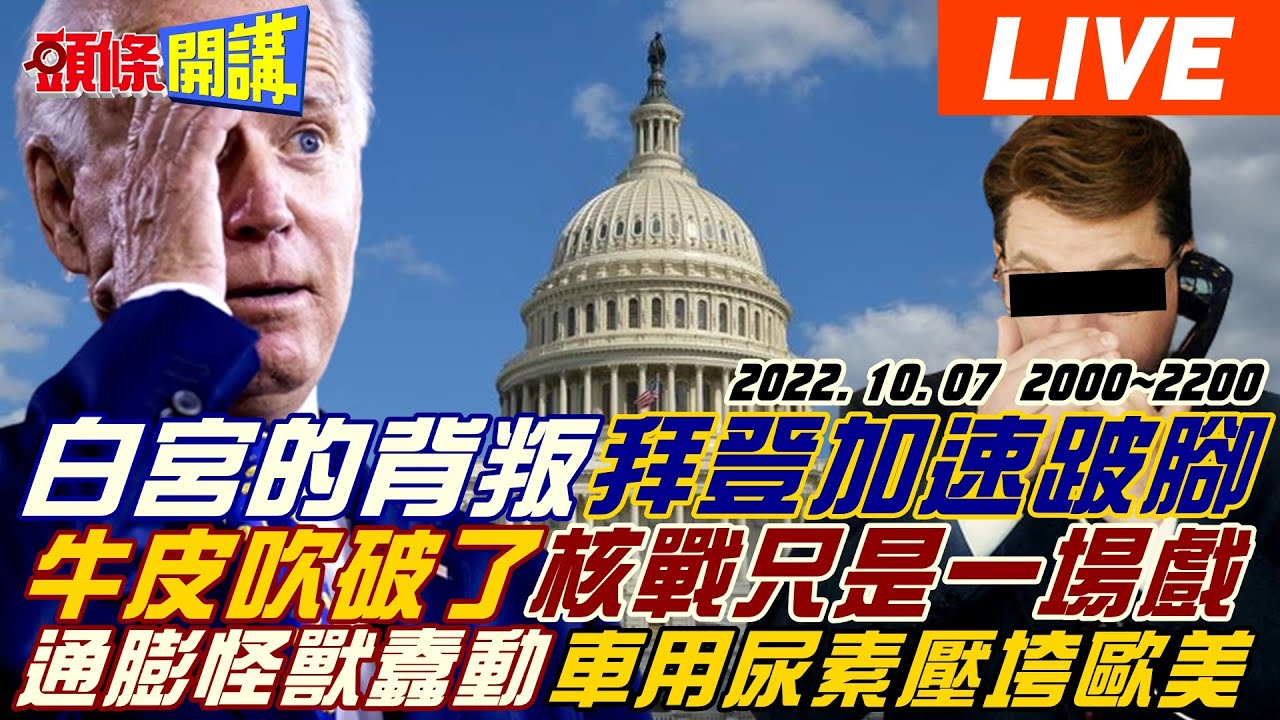 頭條開講
LIVE
2022.10.07 2000~2200
白宮的背叛 拜登加速跛腳
牛皮吹破了 核戰只是一場戲
通膨怪獸蠢動 車用尿素壓垮歐美